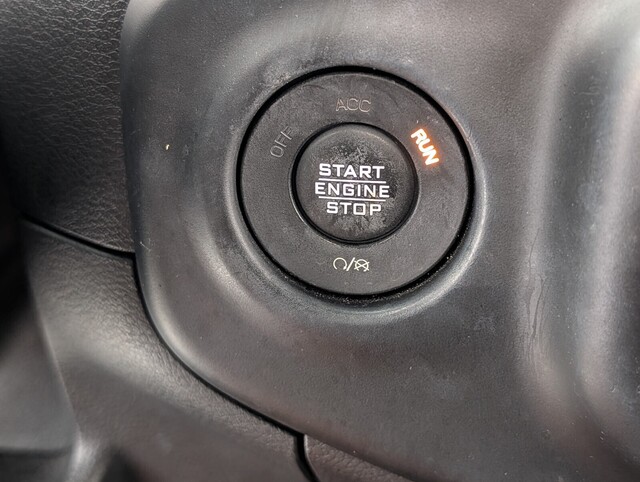 OFF
ACC
RUN
START
ENGINE
STOP